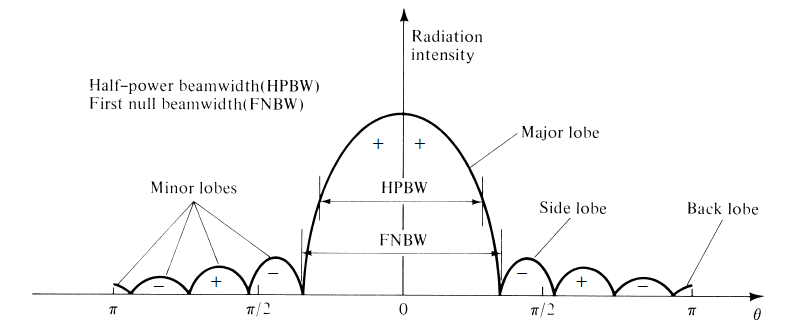 Radiation
intensity
Half-power beamwidth(HPBW)
First null beamwidth(FNBW)
+ +
Major lobe
Minor lobes
HPBW
Side lobe
Back lobe
FNBW
− + − − + −
π π/2 0 π/2 π θ